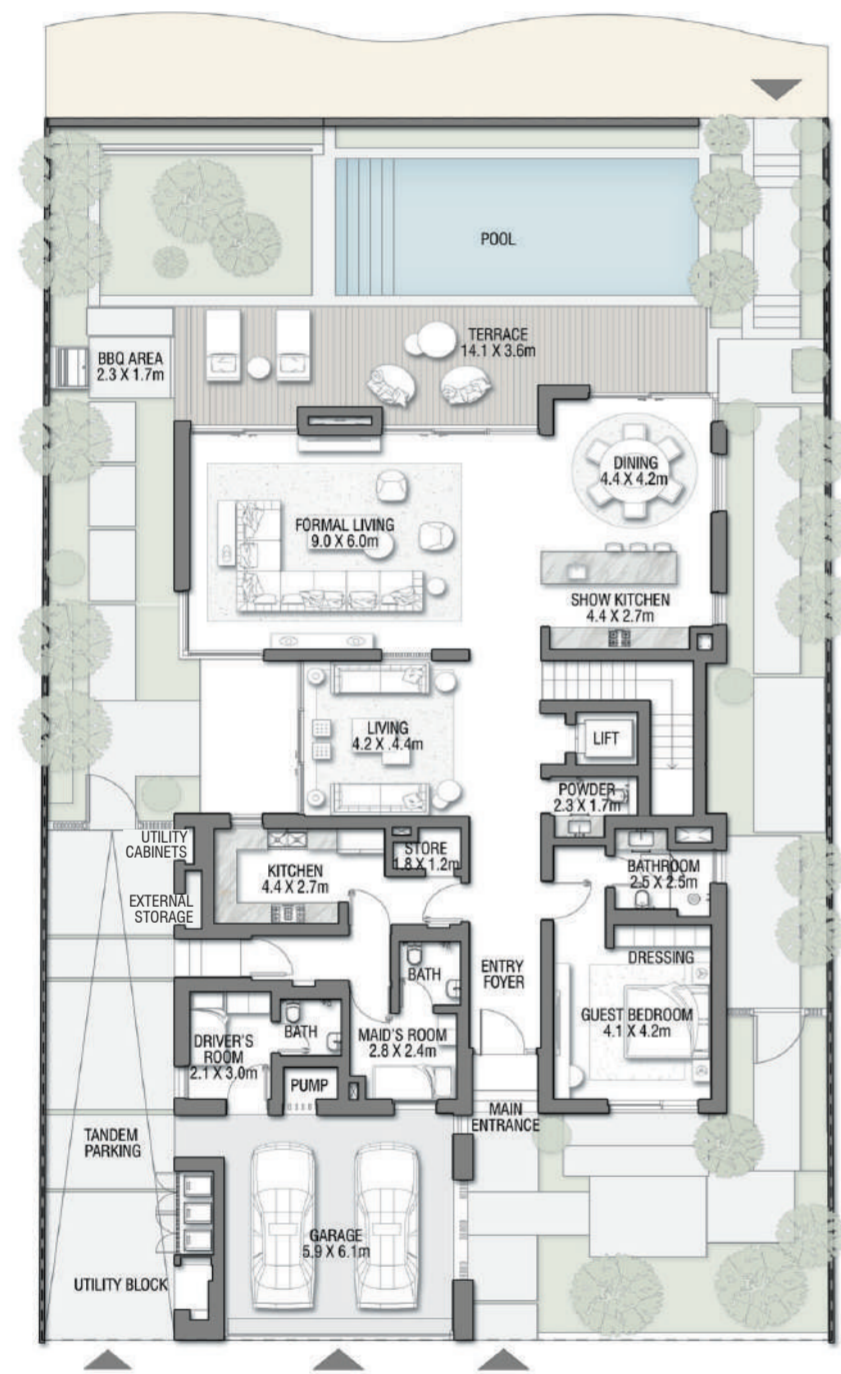 POOL
TERRACE
14.1 X 3.6m
BBQ AREA
2.3 X 1.7m
DINING
4.4 X 4.2m
FORMAL LIVING
9.0 X 6.0m
SHOW KITCHEN
4.4 X 2.7m
LIVING
4.2 X .4.4m
LIFT
POWDER
2.3 X 1.7m
UTILITY
CABINETS
STORE
1.8 X 1.2m
KITCHEN
4.4 X 2.7m
BATHROOM
2.5 X 2.5m
EXTERNAL
STORAGE
DRESSING
BATH
ENTRY
FOYER
GUEST BEDROOM
4.1 X 4.2m
DRIVER'S
ROOM
2.1 X 3.0m
BATH
MAID'S ROOM
2.8 X 2.4m
PUMP
MAIN
ENTRANCE
TANDEM
PARKING
GARAGE
5.9 X 6.1m
UTILITY BLOCK